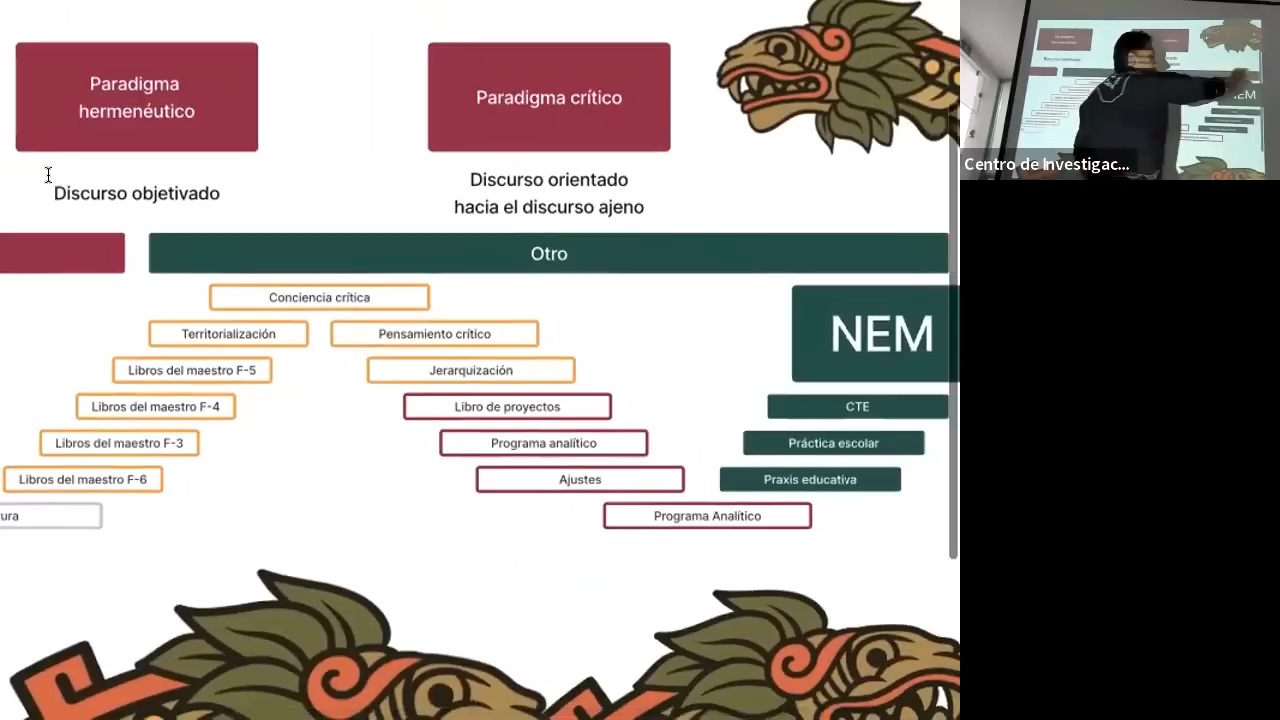 Paradigma
hermenéutico
Paradigma crítico
Discurso objetivado
Discurso orientado
hacia el discurso ajeno
Otro
Conciencia crítica
Territorialización
Pensamiento crítico
NEM
Libros del maestro F-5
Jerarquización
Libros del maestro F-4
Libro de proyectos
CTE
Libros del maestro F-3
Programa analítico
Práctica escolar
Libros del maestro F-6
Ajustes
Praxis educativa
ura
Programa Analítico
Centro de Investigac...